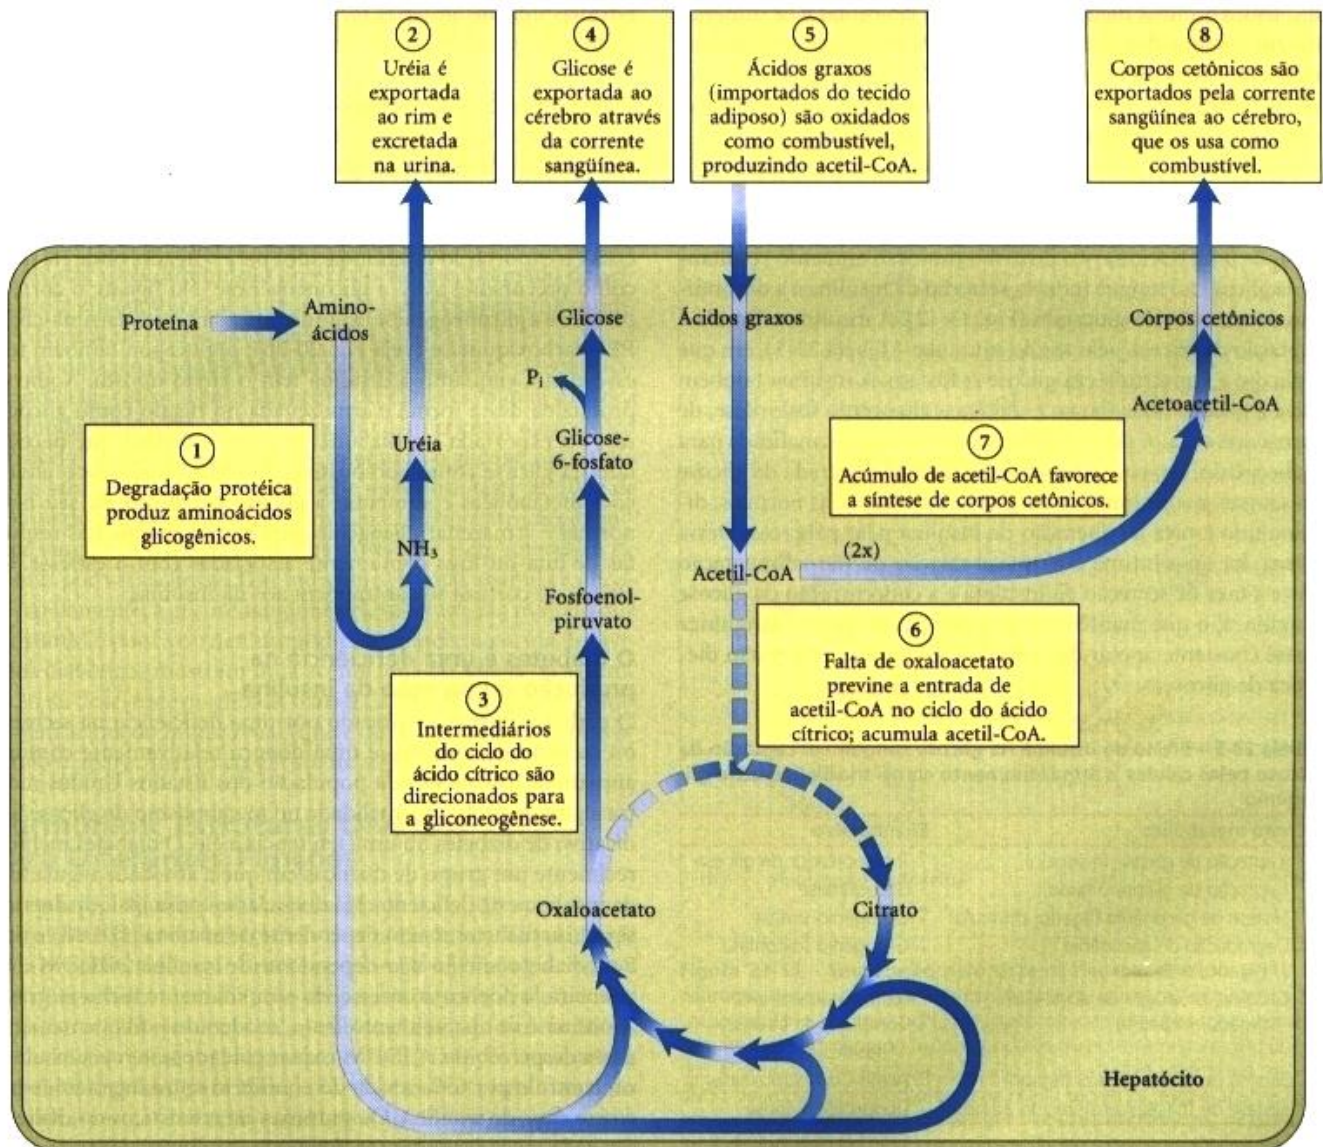 2
Uréia é
exportada
ao rim e
excretada
na urina.
4
Glicose é
exportada ao
cérebro através
da corrente
sangüínea.
5
Ácidos graxos
(importados do tecido
adiposo) são oxidados
como combustível,
produzindo acetil-CoA.
8
Corpos cetônicos são
exportados pela corrente
sangüínea ao cérebro,
que os usa como
combustível.
Proteína
Amino-
ácidos
Glicose
Ácidos graxos
Corpos cetônicos
Pi
Acetoacetil-CoA
1
Degradação protéica
produz aminoácidos
glicogênicos.
Uréia
Glicose-
6-fosfato
7
Acúmulo de acetil-CoA favorece
a síntese de corpos cetônicos.
NH₃
Acetil-CoA
(2x)
Fosfoenol-
piruvato
6
Falta de oxaloacetato
previne a entrada de
acetil-CoA no ciclo do ácido
cítrico; acumula acetil-CoA.
3
Intermediários
do ciclo do
ácido cítrico são
direcionados para
a gliconeogênese.
Oxaloacetato
Citrato
Hepatócito